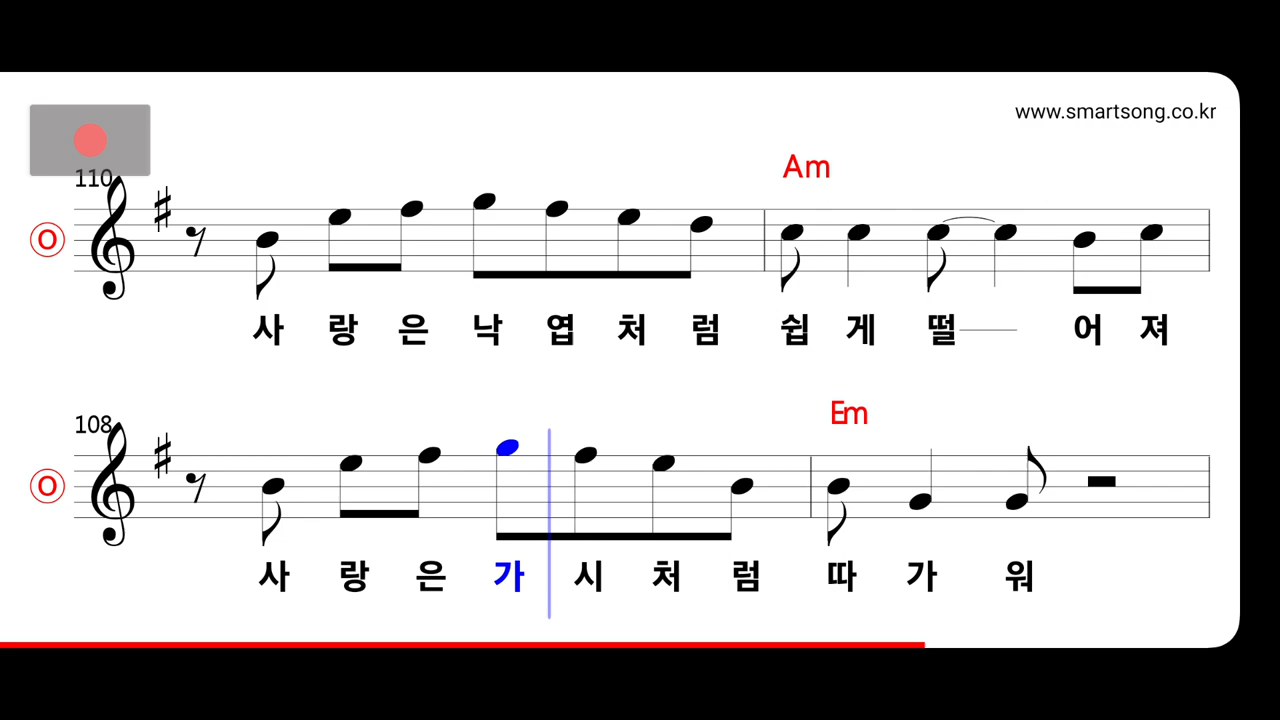 www.smartsong.co.kr
Am
110
O
사 랑 은 낙 엽 처 럼 쉽 게 떨 어 져
Em
108
O
사 랑 은 가 시 처 럼 따 가 워